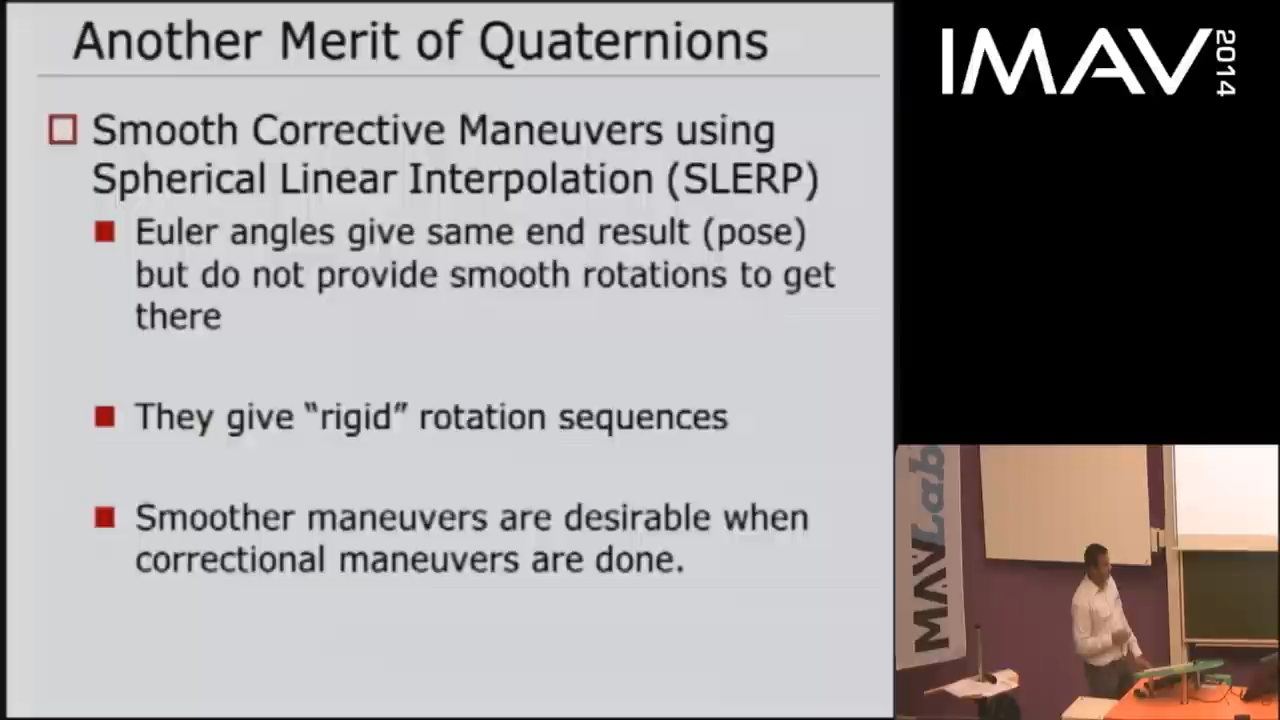 Another Merit of Quaternions
Smooth Corrective Maneuvers using
Spherical Linear Interpolation (SLERP)
Euler angles give same end result (pose)
but do not provide smooth rotations to get
there
They give “rigid” rotation sequences
Smoother maneuvers are desirable when
correctional maneuvers are done.
IMAV 2014
MAVLab